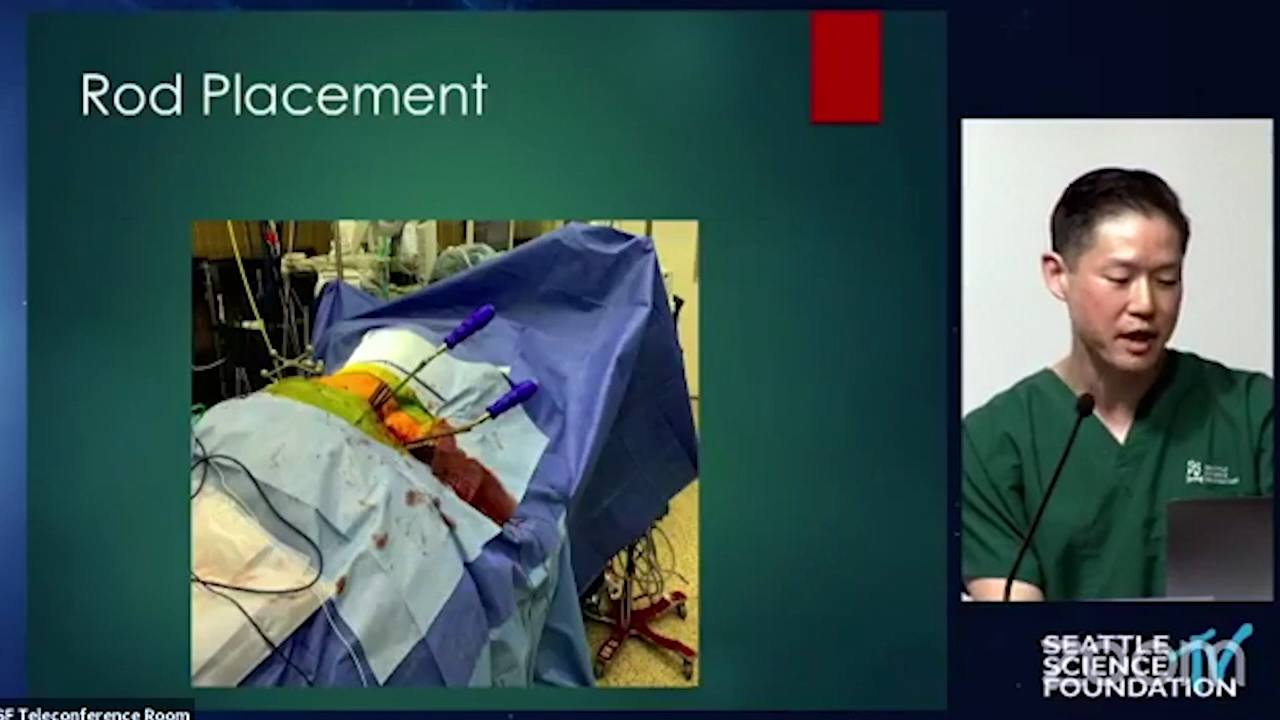 Rod Placement
SEATTLE
SCIENCE
FOUNDATION
SF Teleconference Room